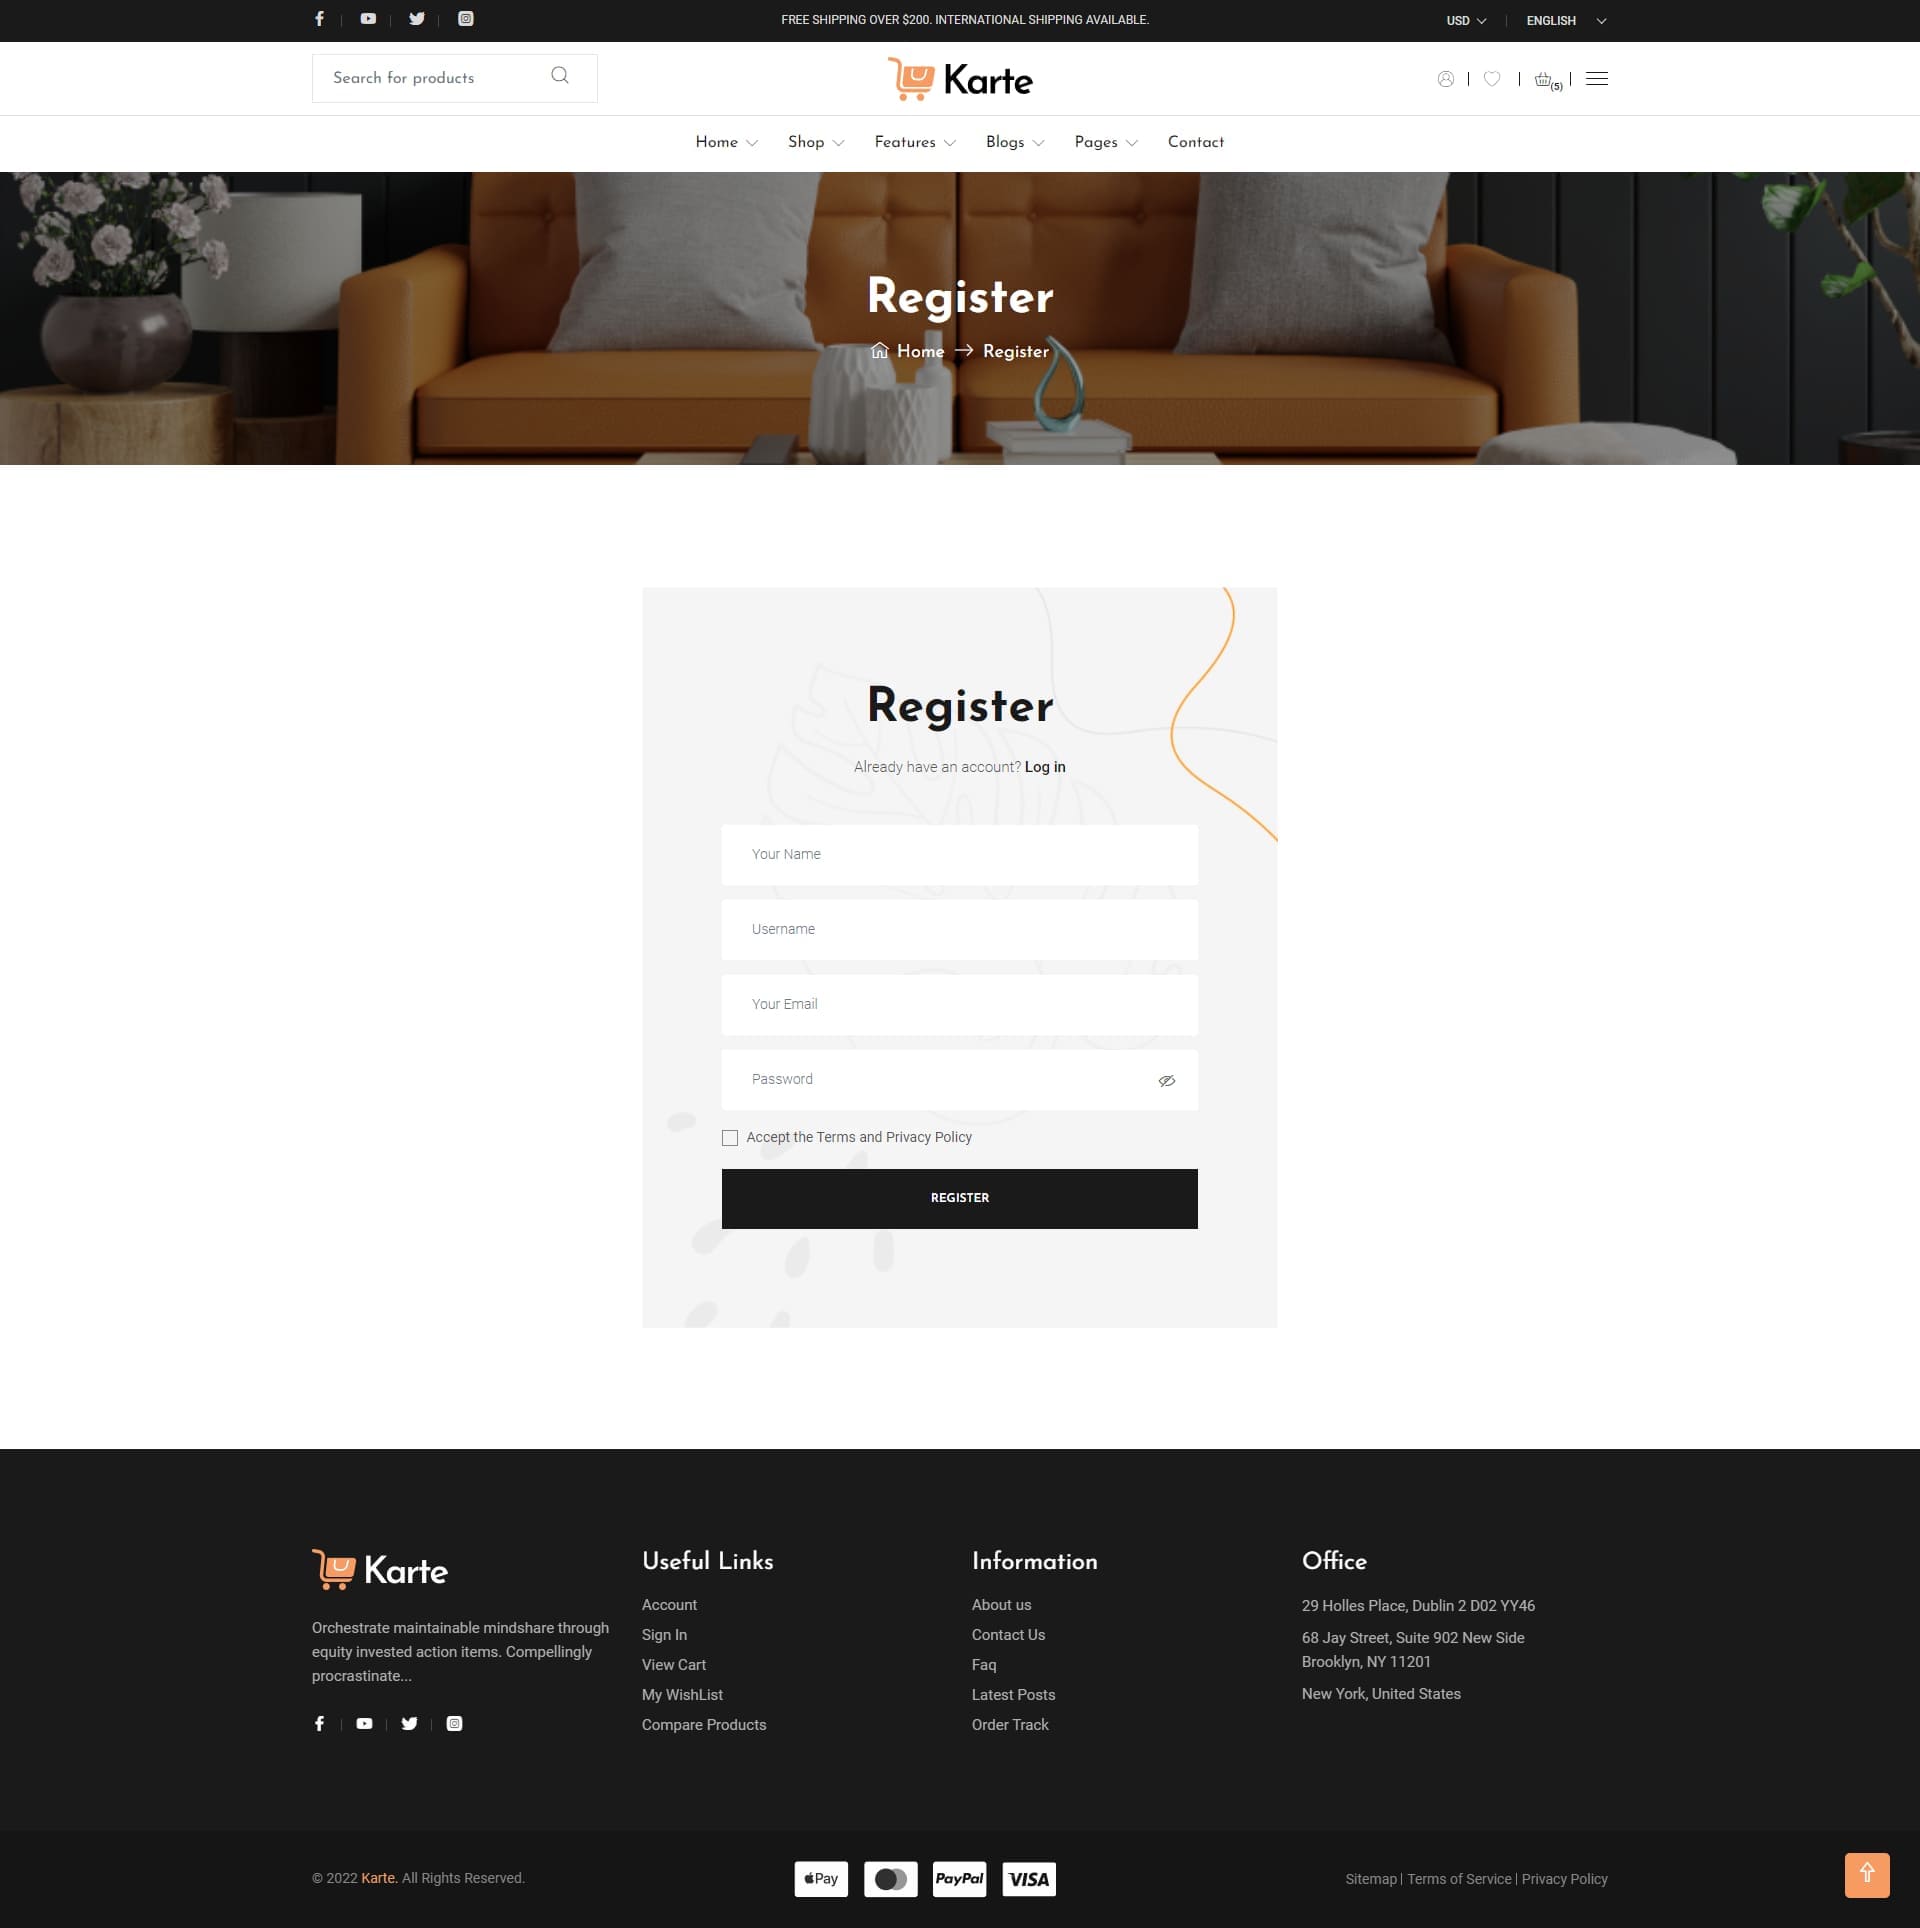 FREE SHIPPING OVER $200. INTERNATIONAL SHIPPING AVAILABLE.
USD
ENGLISH
Search for products
Karte
(5)
Home
Shop
Features
Blogs
Pages
Contact
Register
Home
Register
Register
Already have an account? Log in
Your Name
Username
Your Email
Password
Accept the Terms and Privacy Policy
REGISTER
Karte
Orchestrate maintainable mindshare through
equity invested action items. Compellingly
procrastinate...
Useful Links
Account
Sign In
View Cart
My WishList
Compare Products
Information
About us
Contact Us
Faq
Latest Posts
Order Track
Office
29 Holles Place, Dublin 2 D02 YY46
68 Jay Street, Suite 902 New Side
Brooklyn, NY 11201
New York, United States
© 2022 Karte. All Rights Reserved.
Pay
PayPal
VISA
Sitemap | Terms of Service | Privacy Policy